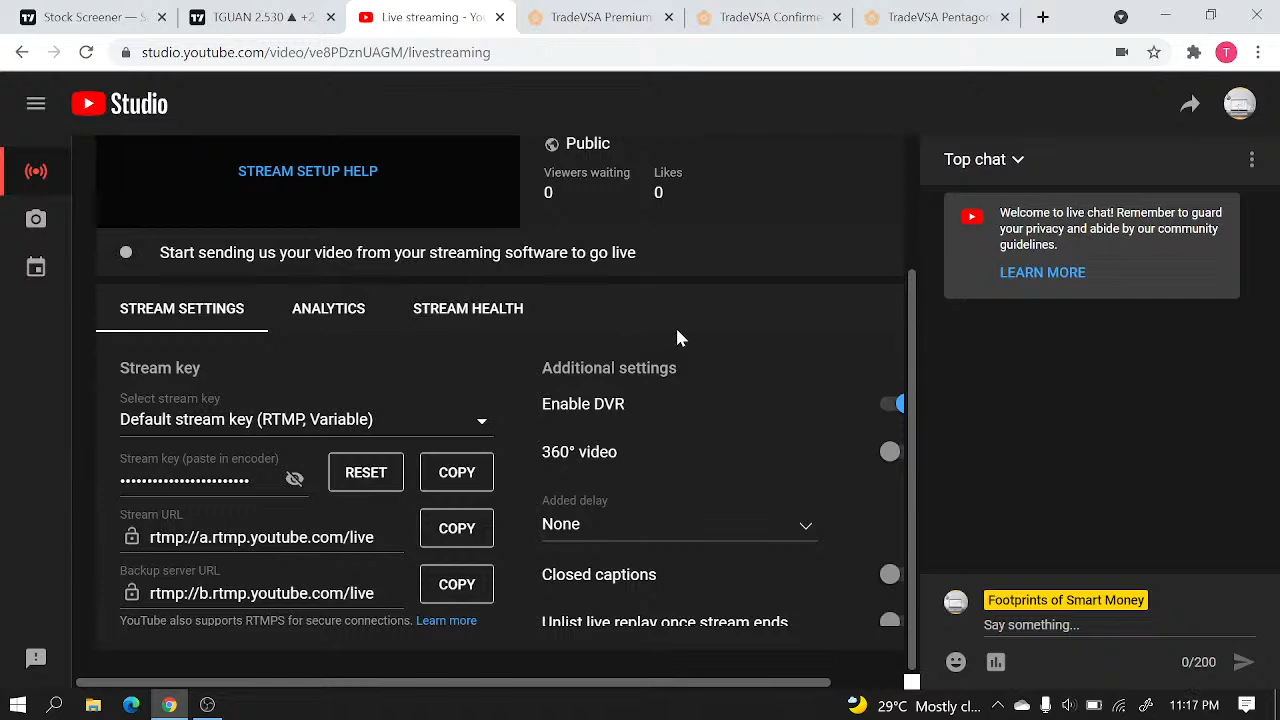 Stock Screener —
TGUAN 2.530 ▲ +2.
Live streaming - Yo
TradeVSA Premium
TradeVSA Confirme
TradeVSA Pentago
studio.youtube.com/video/ve8PDznUAGM/livestreaming
T
Studio
STREAM SETUP HELP
Public
Viewers waiting
Likes
0
0
Start sending us your video from your streaming software to go live
STREAM SETTINGS
ANALYTICS
STREAM HEALTH
Stream key
Select stream key
Default stream key (RTMP, Variable)
Stream key (paste in encoder)
••••••••••••••••••••••••
RESET
COPY
Stream URL
rtmp://a.rtmp.youtube.com/live
COPY
Backup server URL
rtmp://b.rtmp.youtube.com/live
COPY
YouTube also supports RTMPS for secure connections. Learn more
Additional settings
Enable DVR
360° video
Added delay
None
Closed captions
Unlist live replay once stream ends
Top chat
Welcome to live chat! Remember to guard
your privacy and abide by our community
guidelines.
LEARN MORE
Footprints of Smart Money
Say something...
0/200
29°C Mostly cl...
11:17 PM